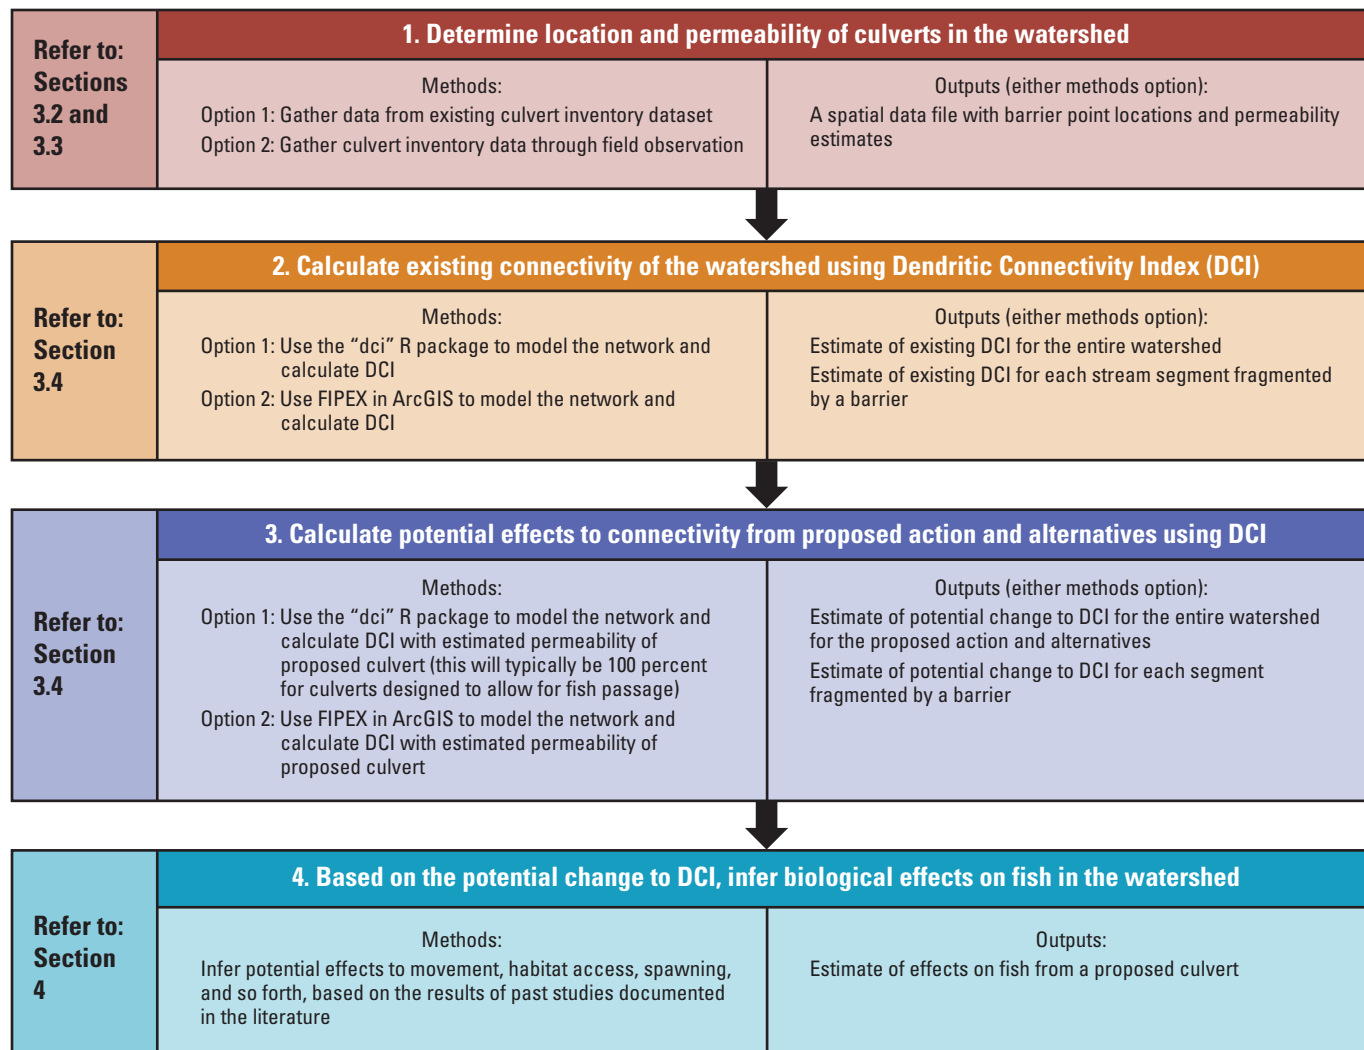 Refer to:
Sections
3.2 and
3.3
1. Determine location and permeability of culverts in the watershed
Methods:
Option 1: Gather data from existing culvert inventory dataset
Option 2: Gather culvert inventory data through field observation
Outputs (either methods option):
A spatial data file with barrier point locations and permeability
estimates
Refer to:
Section
3.4
2. Calculate existing connectivity of the watershed using Dendritic Connectivity Index (DCI)
Methods:
Option 1: Use the “dci” R package to model the network and
calculate DCI
Option 2: Use FIPEX in ArcGIS to model the network and
calculate DCI
Outputs (either methods option):
Estimate of existing DCI for the entire watershed
Estimate of existing DCI for each stream segment fragmented
by a barrier
Refer to:
Section
3.4
3. Calculate potential effects to connectivity from proposed action and alternatives using DCI
Methods:
Option 1: Use the “dci” R package to model the network and
calculate DCI with estimated permeability of
proposed culvert (this will typically be 100 percent
for culverts designed to allow for fish passage)
Option 2: Use FIPEX in ArcGIS to model the network and
calculate DCI with estimated permeability of
proposed culvert
Outputs (either methods option):
Estimate of potential change to DCI for the entire watershed
for the proposed action and alternatives
Estimate of potential change to DCI for each segment
fragmented by a barrier
Refer to:
Section
4
4. Based on the potential change to DCI, infer biological effects on fish in the watershed
Methods:
Infer potential effects to movement, habitat access, spawning,
and so forth, based on the results of past studies documented
in the literature
Outputs:
Estimate of effects on fish from a proposed culvert